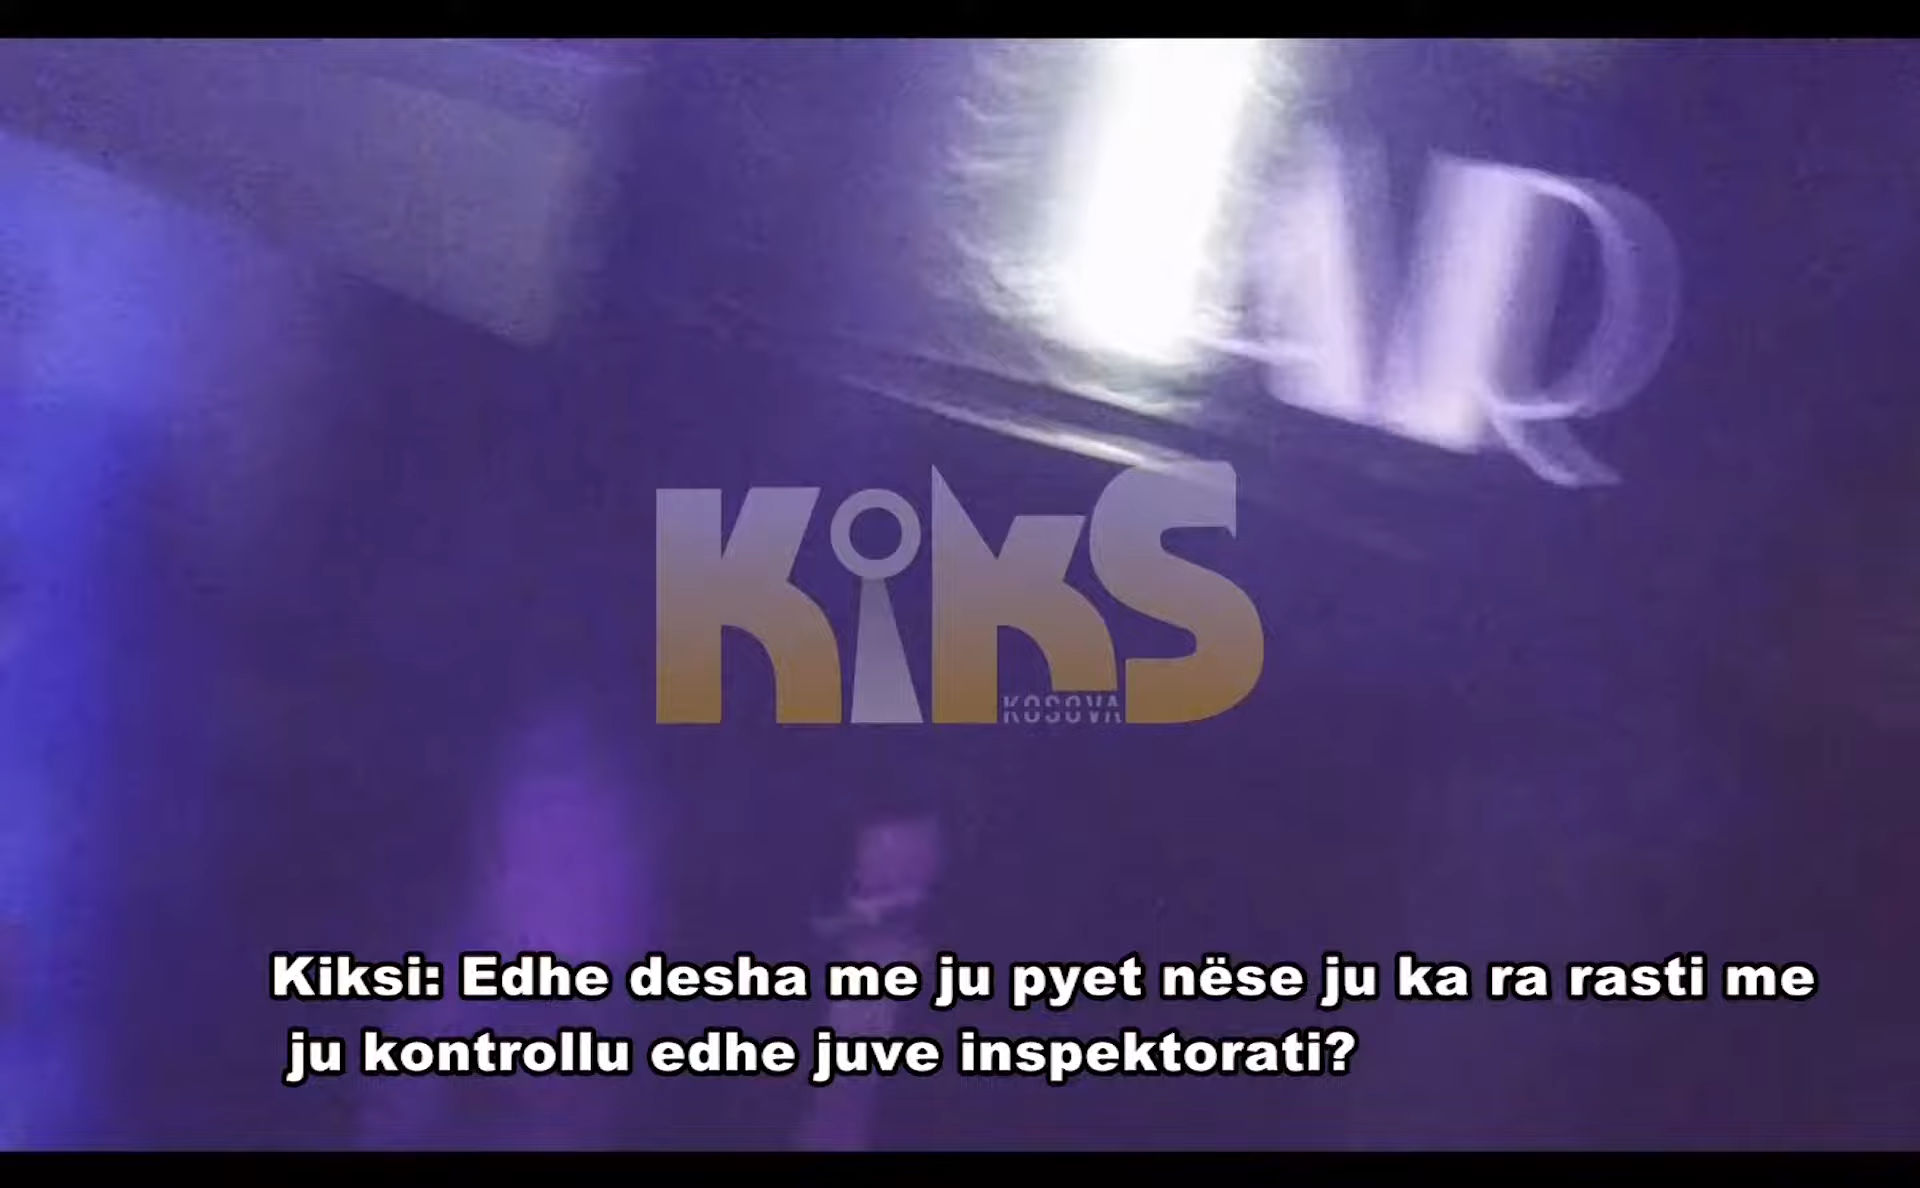 KIKS
KOSOVA
Kiksi: Edhe desha me ju pyet nëse ju ka ra rasti me
ju kontrollu edhe juve inspektorati?